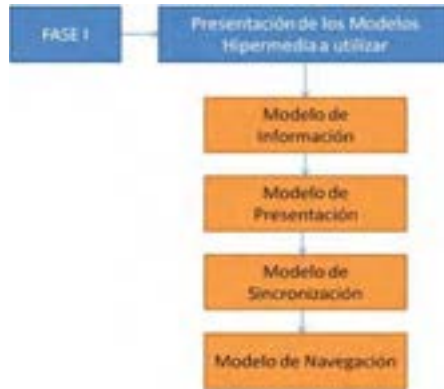 FASE I
Presentación de los Modelos
Hipermedia a utilizar
Modelo de
Información
Modelo de
Presentación
Modelo de
Sincronización
Modelo de Navegación